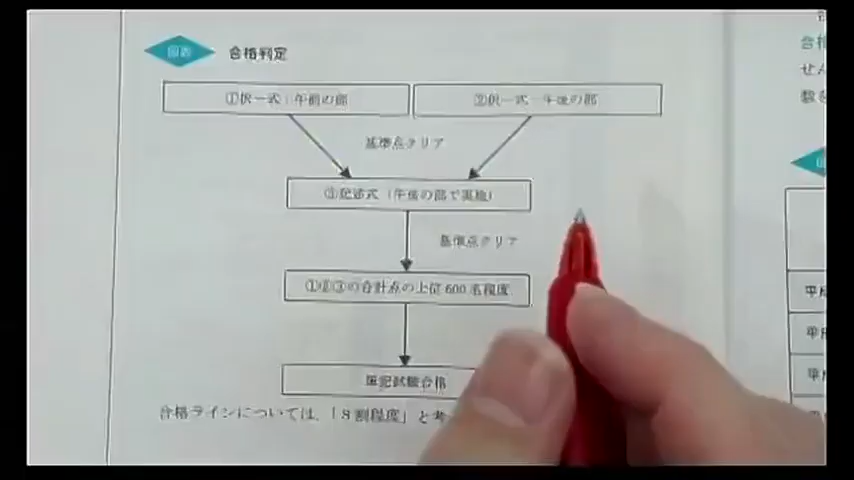 図表 合格判定
①択一式:午前の部
②択一式:午後の部
基準点クリア
③記述式(午後の部で実施)
基準点クリア
①②③の合計点の上位600名程度
筆記試験合格
合格ラインについては、「8割程度」と考
合格
せん
数を
平成
平
平